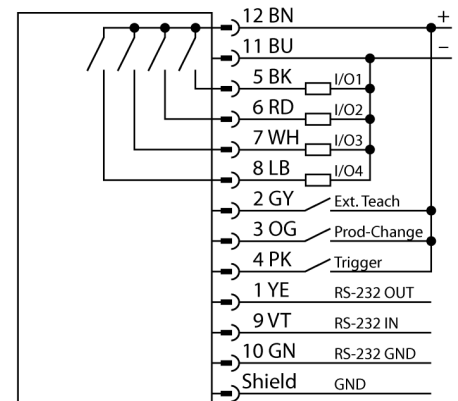 12 BN +
11 BU −
5 BK I/O1
6 RD I/O2
7 WH I/O3
8 LB I/O4
2 GY Ext. Teach
3 OG Prod-Change
4 PK Trigger
1 YE RS-232 OUT
9 VT RS-232 IN
10 GN RS-232 GND
Shield GND